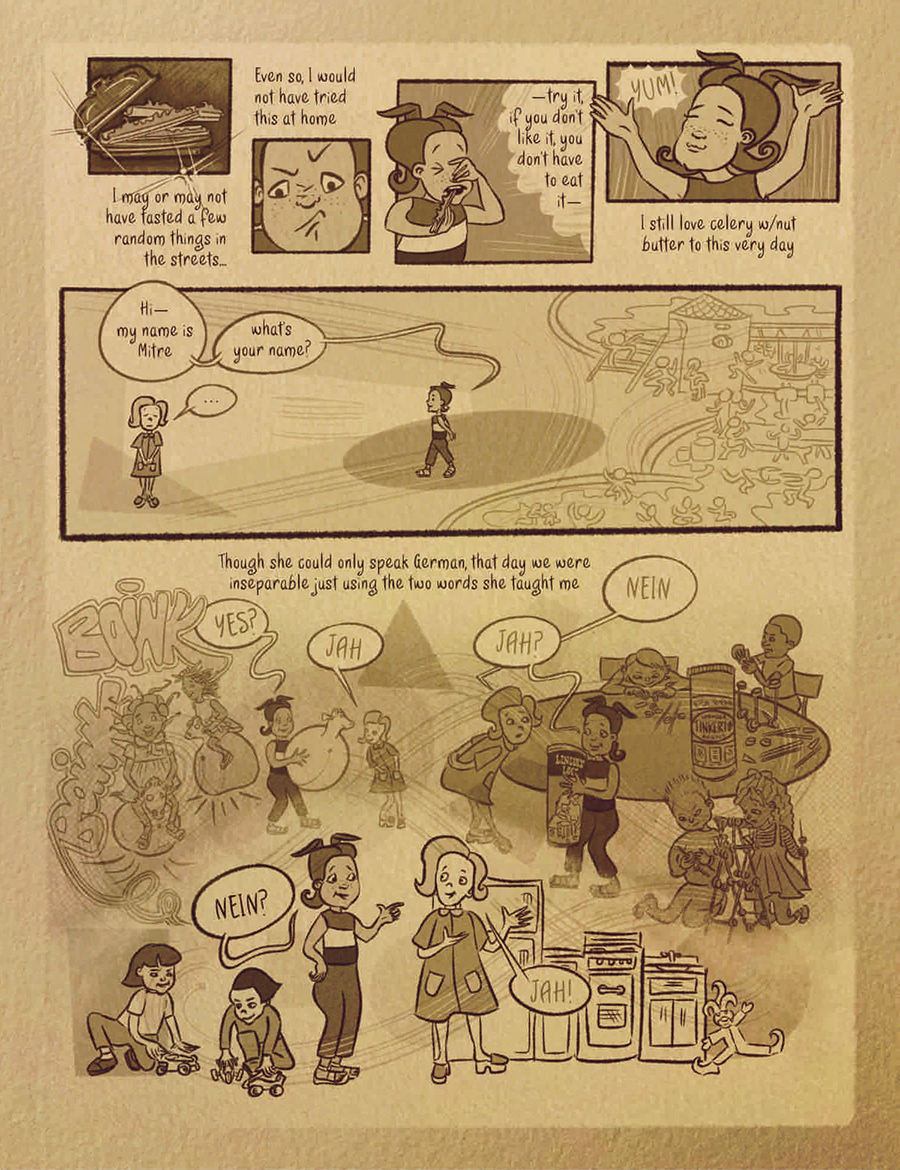 I may or may not
have tasted a few
random things in
the streets...
Even so, I would
not have tried
this at home
—try it,
if you don't
like it, you
don't have
to eat
it—
YUM!
I still love celery w/nut
butter to this very day
Hi—
my name is
Mitre
what's
your name?
...
Though she could only speak German, that day we were
inseparable just using the two words she taught me
BOINK
BOINK
YES?
JAH
JAH?
NEIN
LINCOLN
LOGS
NEIN?
JAH!